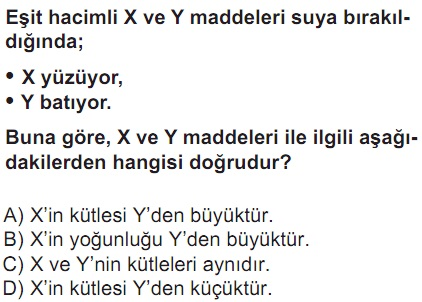 Eşit hacimli X ve Y maddeleri suya bırakıl-
dığında;
• X yüzüyor,
• Y batıyor.
Buna göre, X ve Y maddeleri ile ilgili aşağı-
dakilerden hangisi doğrudur?
A) X'in kütlesi Y'den büyüktür.
B) X'in yoğunluğu Y'den büyüktür.
C) X ve Y'nin kütleleri aynıdır.
D) X'in kütlesi Y'den küçüktür.